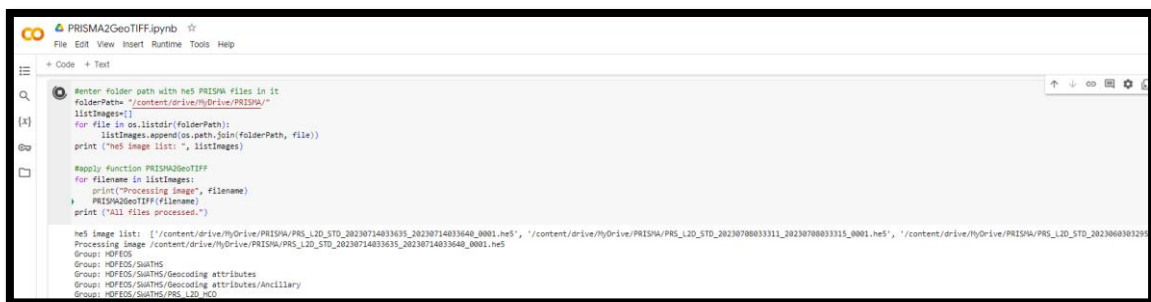 PRISMA2GeoTIFF.ipynb
File Edit View Insert Runtime Tools Help
+ Code + Text
#enter folder path with he5 PRISMA files in it
folderPath= "/content/drive/MyDrive/PRISMA/"
listImages=[]
for file in os.listdir(folderPath):
listImages.append(os.path.join(folderPath, file))
print ("he5 image list: ", listImages)
#apply function PRISMA2GeoTIFF
for filename in listImages:
print("Processing image", filename)
PRISMA2GeoTIFF(filename)
print ("All files processed.")
he5 image list: ['/content/drive/MyDrive/PRISMA/PRS_L2D_STD_20230714033635_20230714033640_0001.he5', '/content/drive/MyDrive/PRISMA/PRS_L2D_STD_20230708033311_20230708033315_0001.he5', '/content/drive/MyDrive/PRISMA/PRS_L2D_STD_2023060303295
Processing image /content/drive/MyDrive/PRISMA/PRS_L2D_STD_20230714033635_20230714033640_0001.he5
Group: HDFEOS
Group: HDFEOS/SWATHS
Group: HDFEOS/SWATHS/Geocoding attributes
Group: HDFEOS/SWATHS/Geocoding attributes/Ancillary
Group: HDFEOS/SWATHS/PRS_L2D_HCO